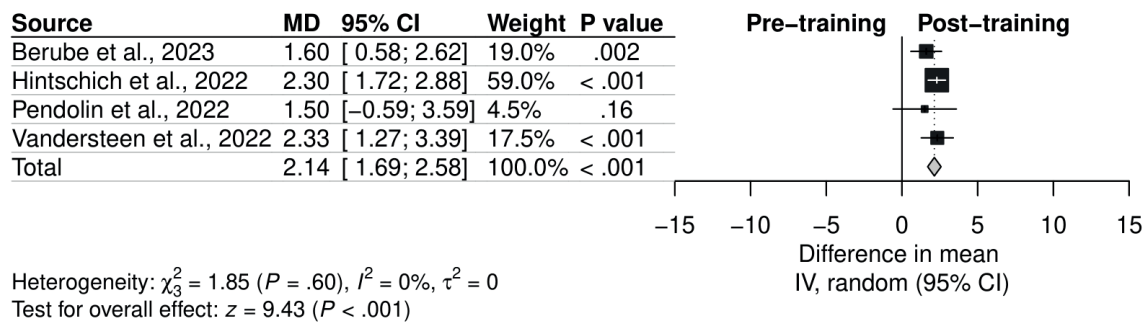 Source MD 95% CI Weight P value Pre−training Post−training
Berube et al., 2023 1.60 [ 0.58; 2.62] 19.0% .002
Hintschich et al., 2022 2.30 [ 1.72; 2.88] 59.0% < .001
Pendolin et al., 2022 1.50 [−0.59; 3.59] 4.5% .16
Vandersteen et al., 2022 2.33 [ 1.27; 3.39] 17.5% < .001
Total 2.14 [ 1.69; 2.58] 100.0% < .001
−15 −10 −5 0 5 10 15
Difference in mean
IV, random (95% CI)
Heterogeneity: χ²₃ = 1.85 (P = .60), I² = 0%, τ² = 0
Test for overall effect: z = 9.43 (P < .001)